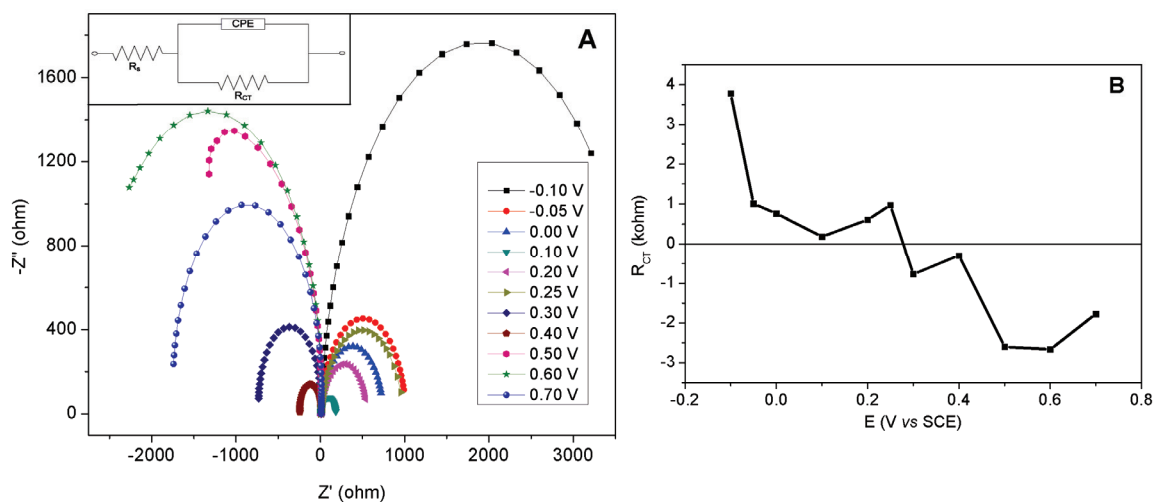 CPE
R_s
R_CT
A
-Z" (ohm)
1600
1200
800
400
0
-2000 -1000 0 1000 2000 3000
Z' (ohm)
-0.10 V
-0.05 V
0.00 V
0.10 V
0.20 V
0.25 V
0.30 V
0.40 V
0.50 V
0.60 V
0.70 V
B
R_CT (kohm)
4
3
2
1
0
-1
-2
-3
-0.2 0.0 0.2 0.4 0.6 0.8
E (V vs SCE)